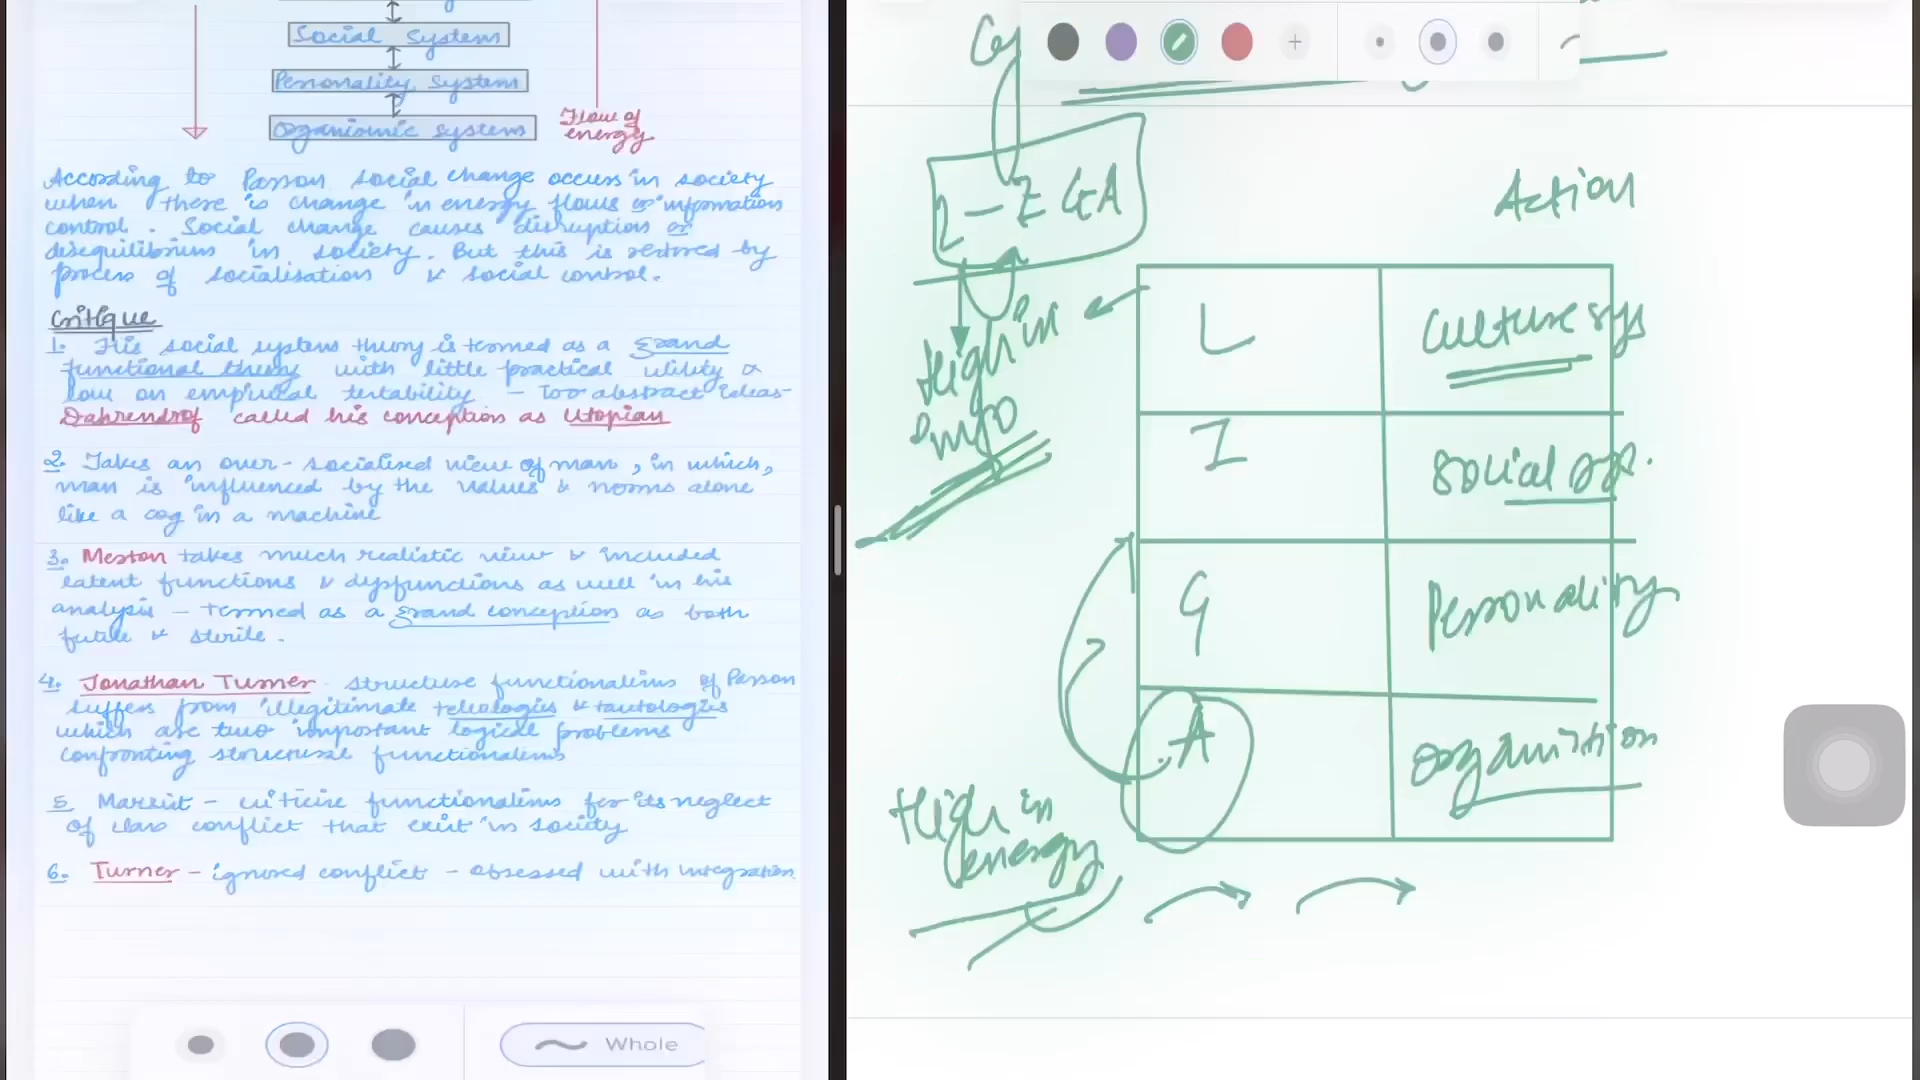 Social System
Personality System
Organismic System
Flow of
energy
According to Parson social change occurs in society
when there is change in energy flows or information
control. Social change causes disruption or
disequilibrium in society. But this is restored by
process of socialisation & social control.
Critique
1. This social system theory is termed as a grand
functional theory with little practical utility &
low on empirical testability - Too abstract ideas
Dahrendrof called his conception as Utopian
2. Takes an over-socialised view of man, in which,
man is influenced by the values & norms alone
like a cog in a machine
3. Merton takes much realistic view & included
latent functions & dysfunctions as well in his
analysis - termed as a grand conception as both
futile & sterile.
4. Jonathan Turner - structure functionalism of Parson
suffers from illegitimate teleologies & tautologies
which are two important logical problems
confronting structural functionalism
5. Marxist - criticise functionalism for its neglect
of class conflict that exist in society
6. Turner - ignored conflict - obsessed with integration.
Whole
Cy
Action
High in
info
L Culture sys
I Social sys.
G Personality
A Organisation
High in
energy